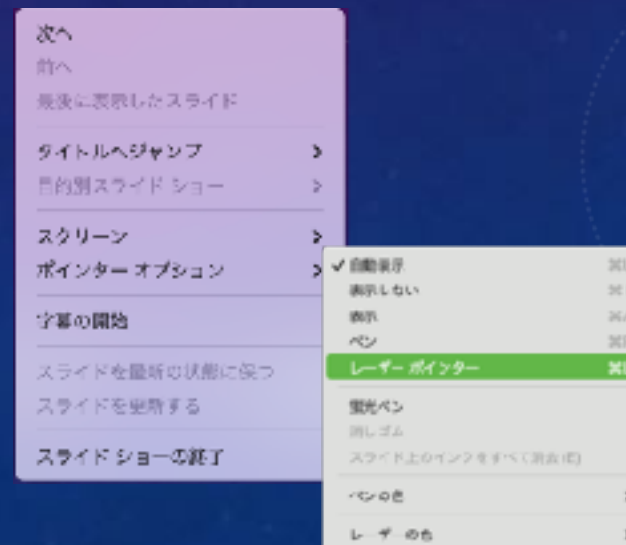 次へ
前へ
最後に表示したスライド
タイトルへジャンプ
目的別スライド ショー
スクリーン
ポインター オプション
字幕の開始
スライドを最新の状態に保つ
スライドを更新する
スライド ショーの終了
自動表示
表示しない
表示
ペン
レーザー ポインター
蛍光ペン
消しゴム
スライド上のインクをすべて消去(E)
ペンの色
レーザーの色